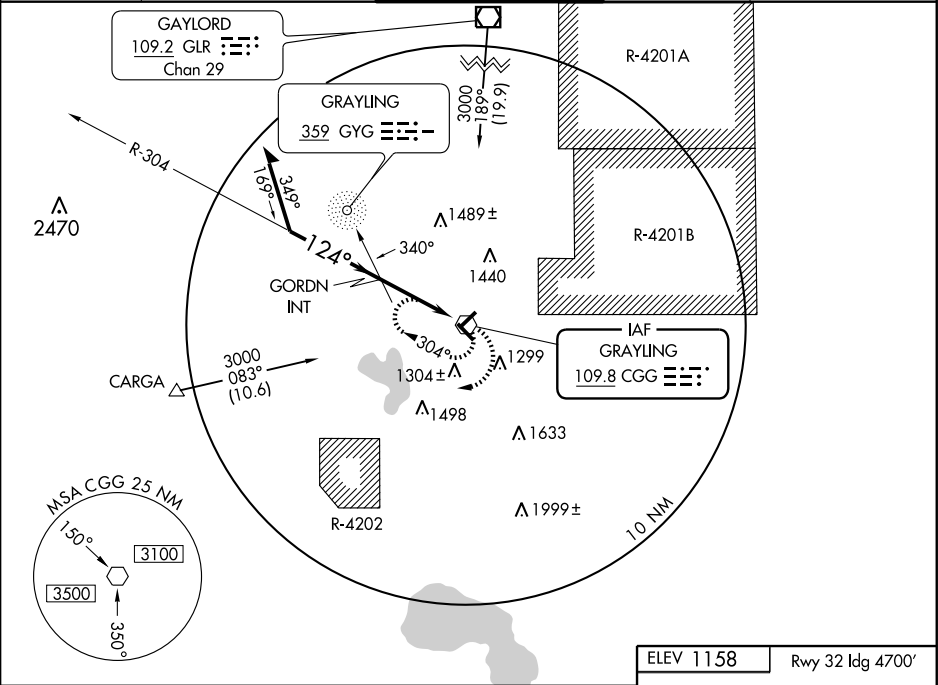 GAYLORD
109.2 GLR
Chan 29
R-4201A
3000
189°
(19.9)
GRAYLING
359 GYG
R-304
349°
169°
2470
1489±
R-4201B
124°
340°
1440
GORDN
INT
304°
IAF
GRAYLING
109.8 CGG
1299
1304±
3000
083°
(10.6)
CARGA
1498
1633
R-4202
1999±
10 NM
MSA CGG 25 NM
150°
3100
3500
350°
ELEV 1158
Rwy 32 ldg 4700'